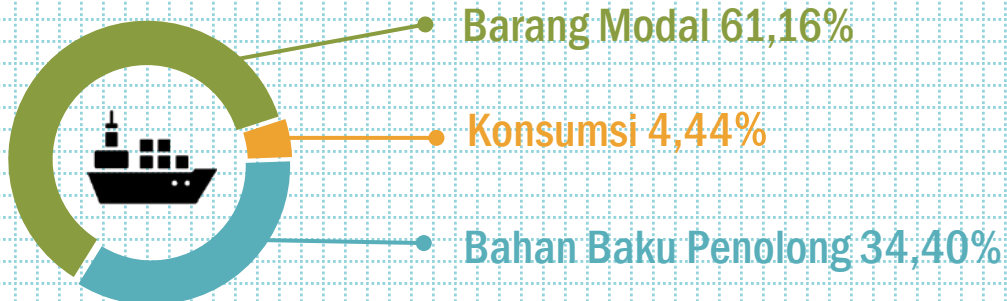 Barang Modal 61,16%
Konsumsi 4,44%
Bahan Baku Penolong 34,40%